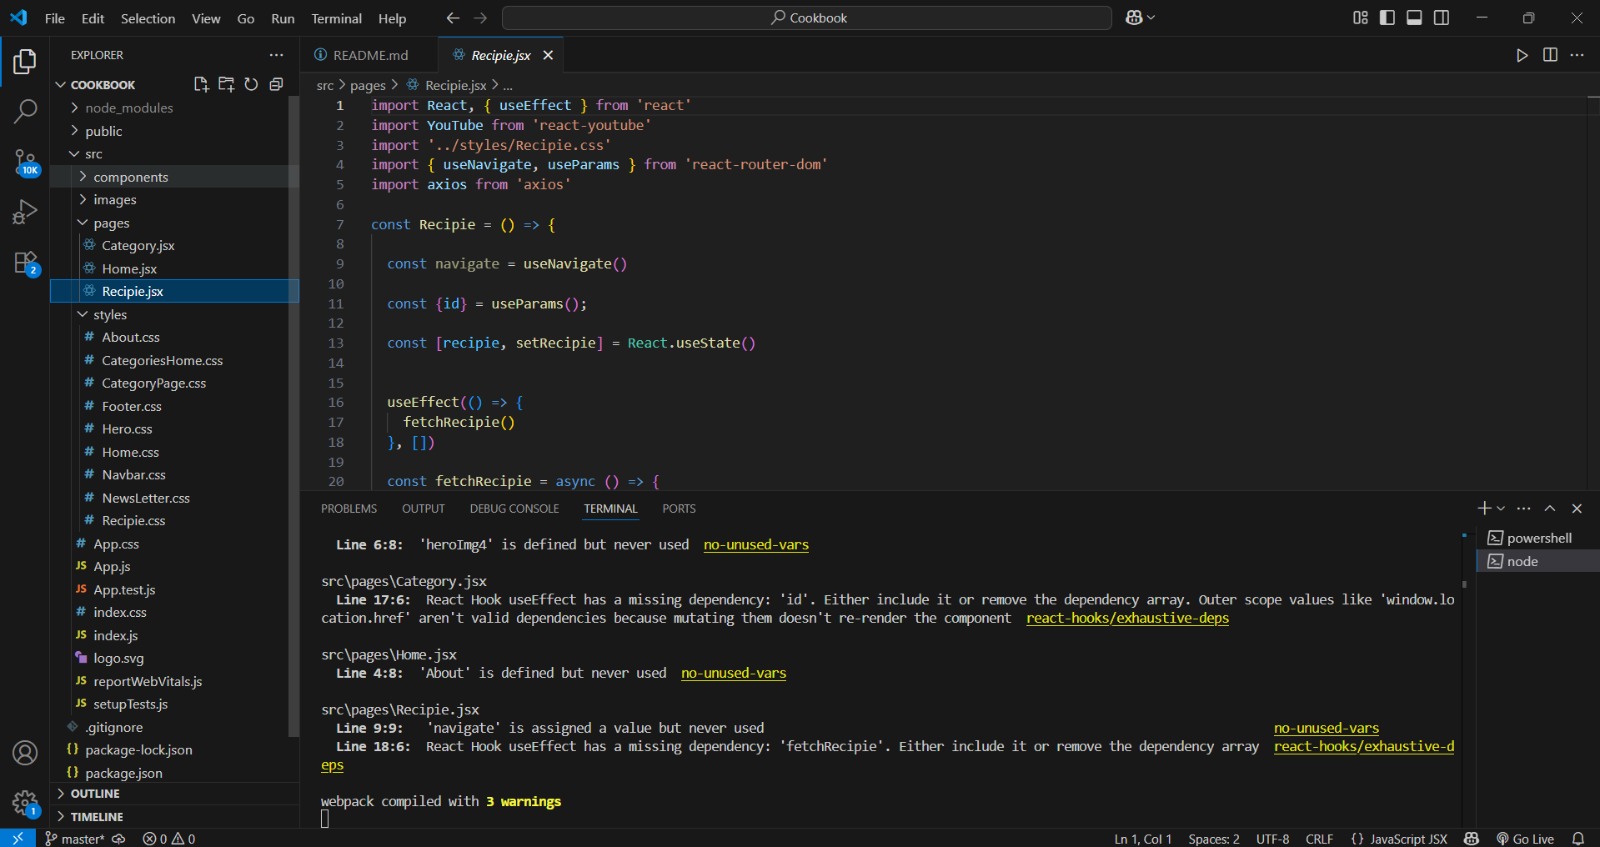 File Edit Selection View Go Run Terminal Help
Cookbook
EXPLORER
COOKBOOK
node_modules
public
src
components
images
pages
Category.jsx
Home.jsx
Recipie.jsx
styles
# About.css
# CategoriesHome.css
# CategoryPage.css
# Footer.css
# Hero.css
# Home.css
# Navbar.css
# NewsLetter.css
# Recipie.css
# App.css
JS App.js
JS App.test.js
# index.css
JS index.js
logo.svg
JS reportWebVitals.js
JS setupTests.js
.gitignore
{} package-lock.json
{} package.json
OUTLINE
TIMELINE
10K
2
1
README.md
Recipie.jsx
src > pages > Recipie.jsx > ...
1 import React, { useEffect } from 'react'
2 import YouTube from 'react-youtube'
3 import '../styles/Recipie.css'
4 import { useNavigate, useParams } from 'react-router-dom'
5 import axios from 'axios'
6
7 const Recipie = () => {
8
9 const navigate = useNavigate()
10
11 const {id} = useParams();
12
13 const [recipie, setRecipie] = React.useState()
14
15
16 useEffect(() => {
17 fetchRecipie()
18 }, [])
19
20 const fetchRecipie = async () => {
PROBLEMS OUTPUT DEBUG CONSOLE TERMINAL PORTS
Line 6:8: 'heroImg4' is defined but never used no-unused-vars
src\pages\Category.jsx
Line 17:6: React Hook useEffect has a missing dependency: 'id'. Either include it or remove the dependency array. Outer scope values like 'window.lo
cation.href' aren't valid dependencies because mutating them doesn't re-render the component react-hooks/exhaustive-deps
src\pages\Home.jsx
Line 4:8: 'About' is defined but never used no-unused-vars
src\pages\Recipie.jsx
Line 9:9: 'navigate' is assigned a value but never used no-unused-vars
Line 18:6: React Hook useEffect has a missing dependency: 'fetchRecipie'. Either include it or remove the dependency array react-hooks/exhaustive-d
eps
webpack compiled with 3 warnings
powershell
node
master* 0 0 Ln 1, Col 1 Spaces: 2 UTF-8 CRLF {} JavaScript JSX Go Live